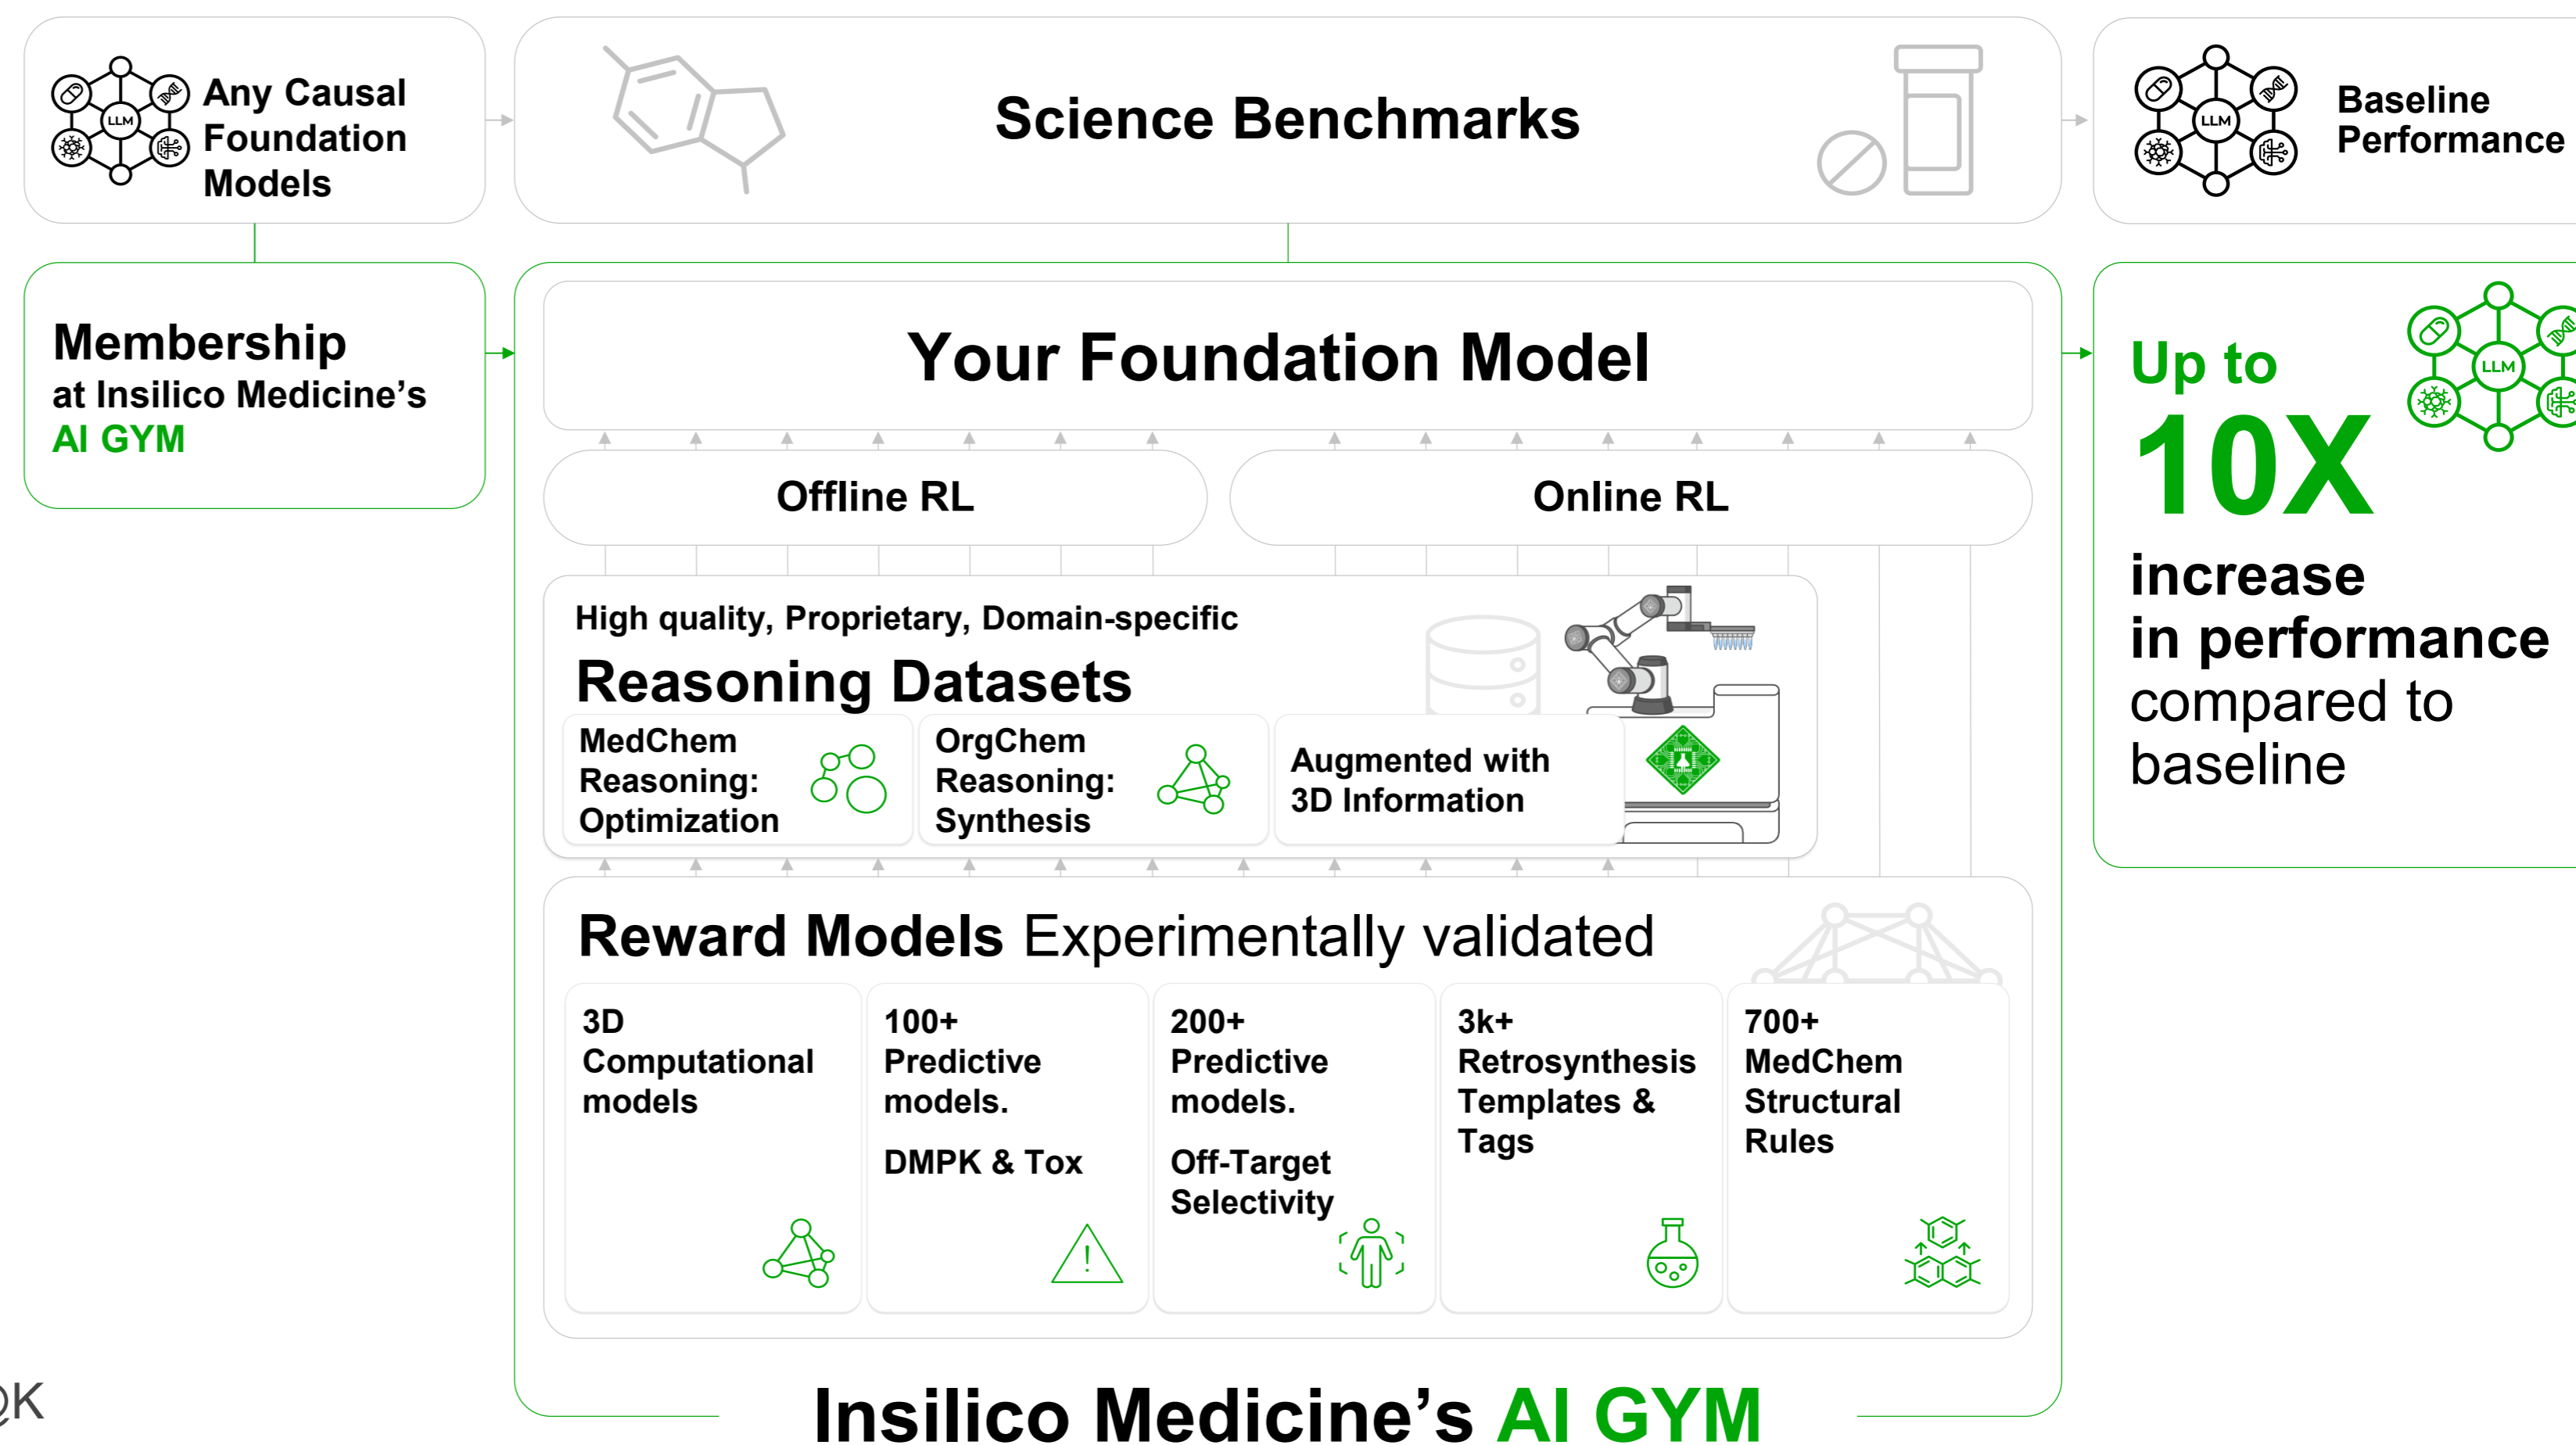 Any Causal
Foundation
Models
LLM
Science Benchmarks
LLM
Baseline
Performance
Membership
at Insilico Medicine’s
AI GYM
Your Foundation Model
Offline RL
Online RL
High quality, Proprietary, Domain-specific
Reasoning Datasets
MedChem
Reasoning:
Optimization
OrgChem
Reasoning:
Synthesis
Augmented with
3D Information
Reward Models Experimentally validated
3D
Computational
models
100+
Predictive
models.
DMPK & Tox
200+
Predictive
models.
Off-Target
Selectivity
3k+
Retrosynthesis
Templates &
Tags
700+
MedChem
Structural
Rules
Insilico Medicine’s AI GYM
Up to
10X
LLM
increase
in performance
compared to
baseline